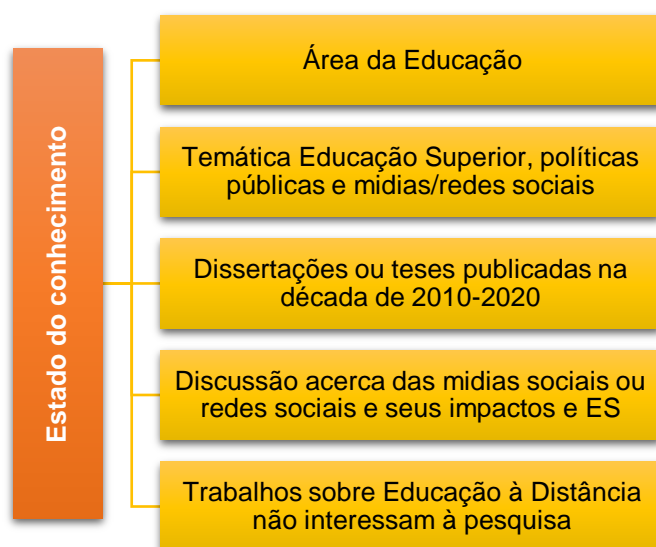 Estado do conhecimento
Área da Educação
Temática Educação Superior, políticas
públicas e midias/redes sociais
Dissertações ou teses publicadas na
década de 2010-2020
Discussão acerca das midias sociais ou
redes sociais e seus impactos e ES
Trabalhos sobre Educação à Distância
não interessam à pesquisa